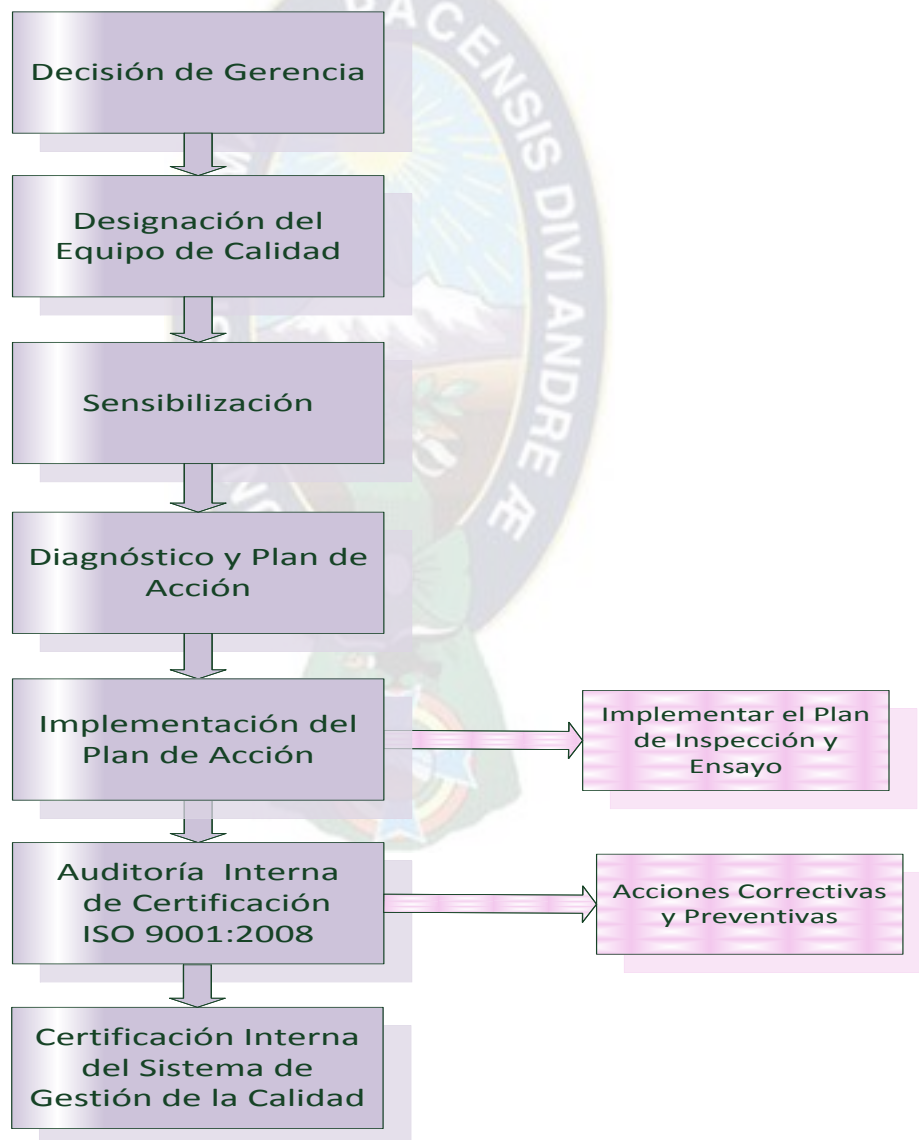 Decisión de Gerencia
Designación del
Equipo de Calidad
Sensibilización
Diagnóstico y Plan de
Acción
Implementación del
Plan de Acción
Implementar el Plan
de Inspección y
Ensayo
Auditoría Interna
de Certificación
ISO 9001:2008
Acciones Correctivas
y Preventivas
Certificación Interna
del Sistema de
Gestión de la Calidad
ACENSIS DIVI ANDRE Æ